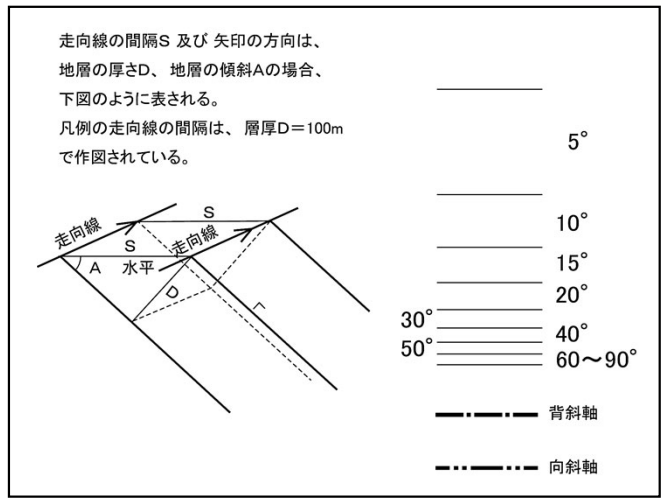 走向線の間隔S 及び 矢印の方向は、
地層の厚さD、地層の傾斜Aの場合、
下図のように表される。
凡例の走向線の間隔は、層厚D=100m
で作図されている。
走向線
S
S
走向線
A
水平
D
5°
10°
15°
20°
30°
40°
50°
60～90°
背斜軸
向斜軸